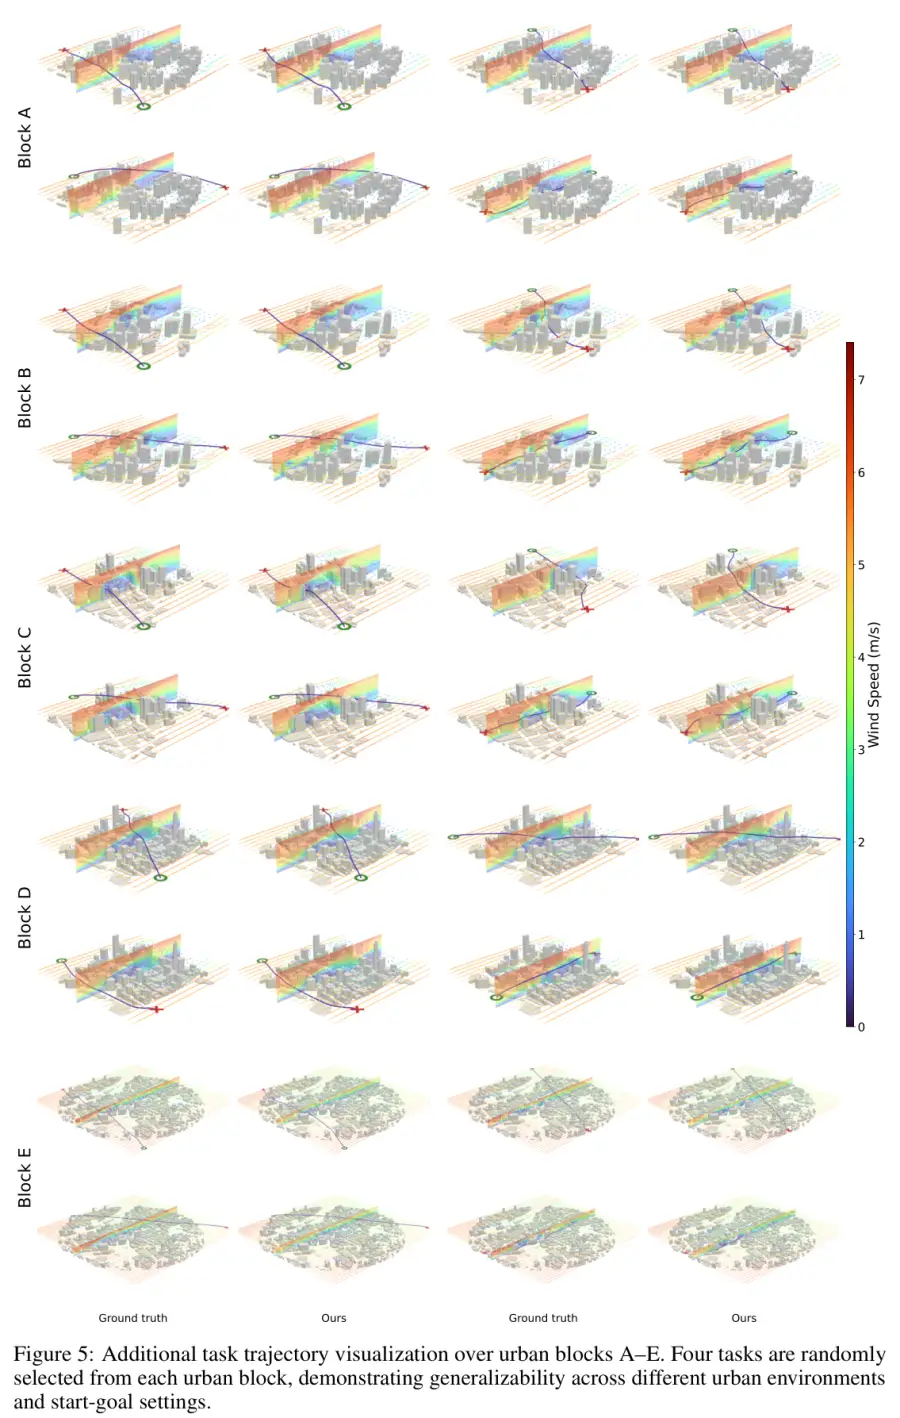 Block A
Block B
Block C
Block D
Block E
7
6
5
4
3
2
1
0
Wind Speed (m/s)
Ground truth
Ours
Ground truth
Ours
Figure 5: Additional task trajectory visualization over urban blocks A–E. Four tasks are randomly
selected from each urban block, demonstrating generalizability across different urban environments
and start-goal settings.